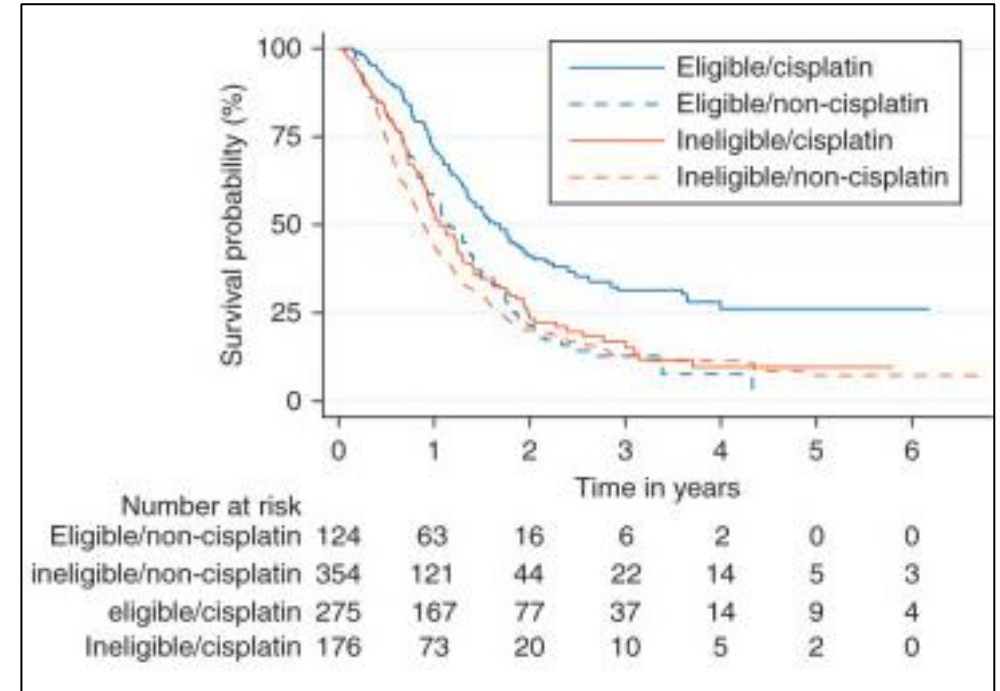 100
75
50
25
0
Survival probability (%)
Eligible/cisplatin
Eligible/non-cisplatin
Ineligible/cisplatin
Ineligible/non-cisplatin
0 1 2 3 4 5 6
Time in years
Number at risk
Eligible/non-cisplatin 124 63 16 6 2 0 0
ineligible/non-cisplatin 354 121 44 22 14 5 3
eligible/cisplatin 275 167 77 37 14 9 4
Ineligible/cisplatin 176 73 20 10 5 2 0